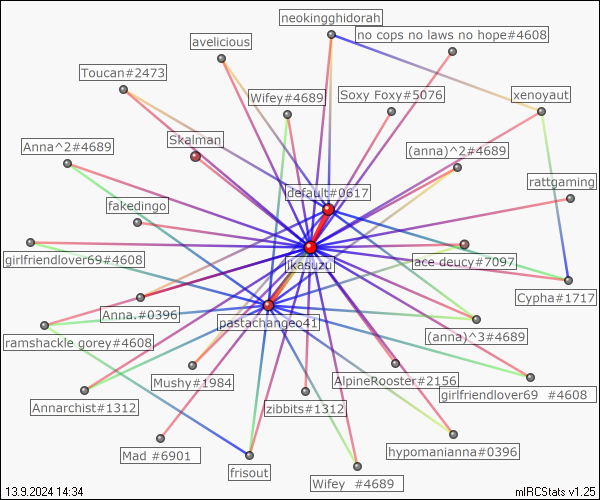 neokingghidorah
no cops no laws no hope#4608
avelicious
Toucan#2473
Wifey#4689
Soxy Foxy#5076
xenoyaut
Skalman
Anna^2#4689
(anna)^2#4689
rattgaming
default#0617
fakedingo
girlfriendlover69#4608
jkasuzu
ace deucy#7097
Cypha#1717
Anna.#0396
pastachangeo41
(anna)^3#4689
ramshackle gorey#4608
Mushy#1984
AlpineRooster#2156
girlfriendlover69 #4608
Annarchist#1312
zibbits#1312
Mad #6901
hypomanianna#0396
frisout
Wifey #4689
13.9.2024 14:34
mIRCStats v1.25